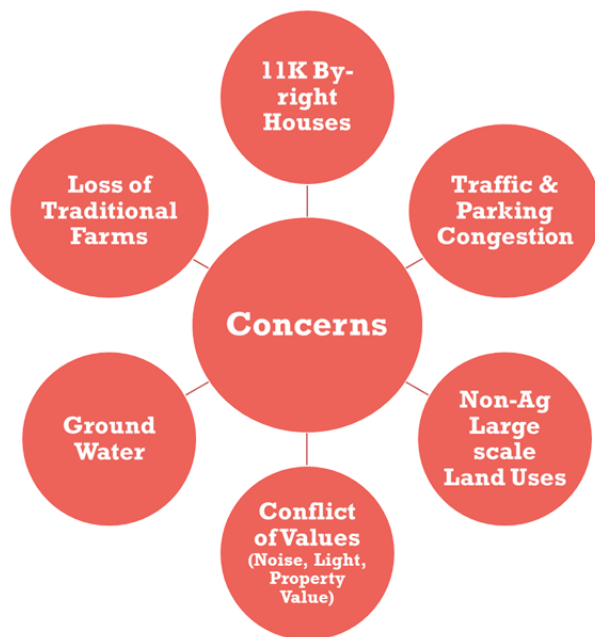 11K By-
right
Houses
Traffic &
Parking
Congestion
Non-Ag
Large
scale
Land Uses
Conflict
of Values
(Noise, Light,
Property
Value)
Ground
Water
Loss of
Traditional
Farms
Concerns